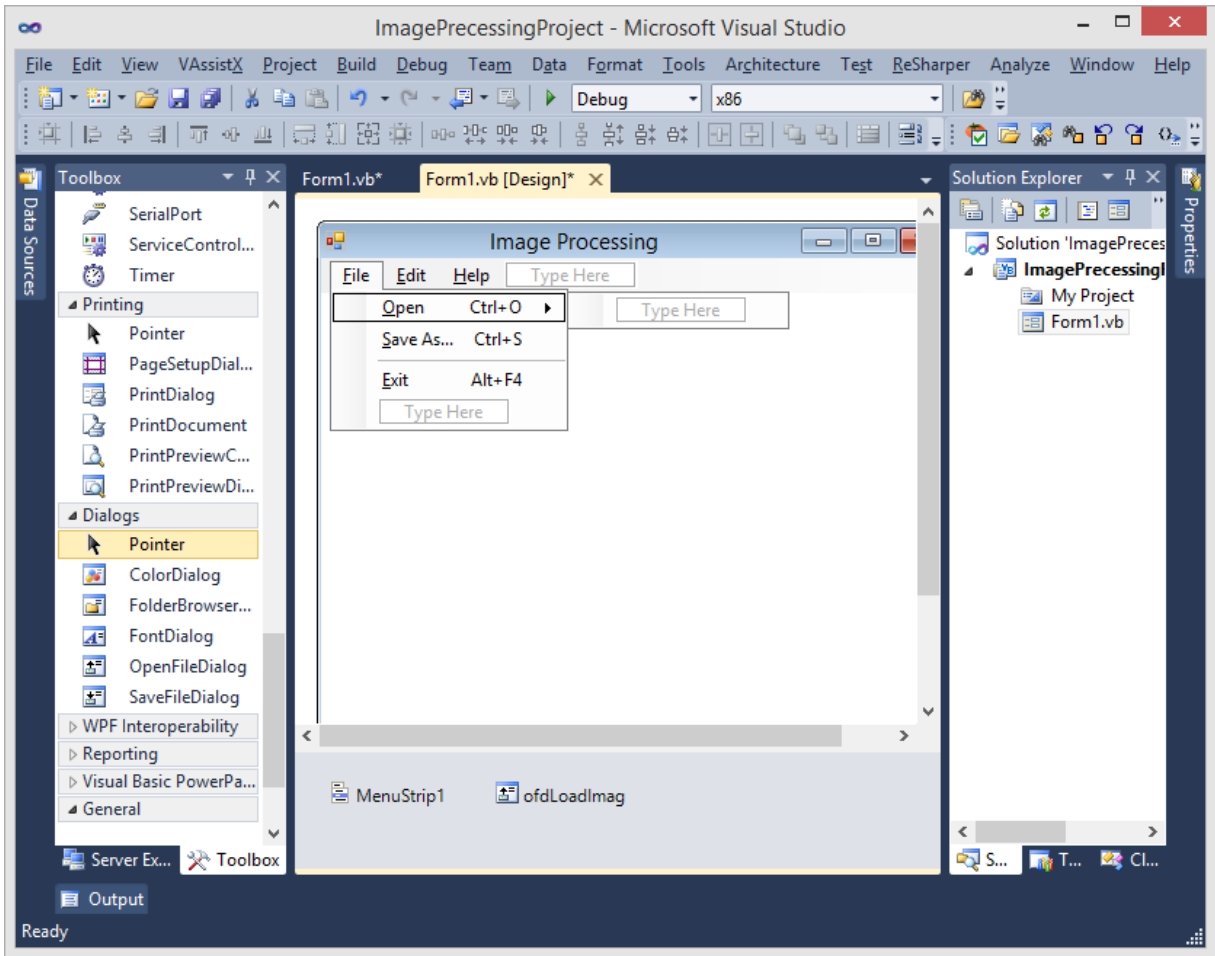 ImagePrecessingProject - Microsoft Visual Studio
File Edit View VAssistX Project Build Debug Team Data Format Tools Architecture Test ReSharper Analyze Window Help
Debug x86
Data Sources
Toolbox
SerialPort
ServiceControl...
Timer
Printing
Pointer
PageSetupDial...
PrintDialog
PrintDocument
PrintPreviewC...
PrintPreviewDi...
Dialogs
Pointer
ColorDialog
FolderBrowser...
FontDialog
OpenFileDialog
SaveFileDialog
WPF Interoperability
Reporting
Visual Basic PowerPa...
General
Server Ex... Toolbox
Form1.vb* Form1.vb [Design]*
Image Processing
File Edit Help Type Here
Open Ctrl+O Type Here
Save As... Ctrl+S
Exit Alt+F4
Type Here
MenuStrip1 ofdLoadImag
Solution Explorer
Solution 'ImagePreces
ImagePrecessingI
My Project
Form1.vb
S... T... Cl...
Properties
Output
Ready